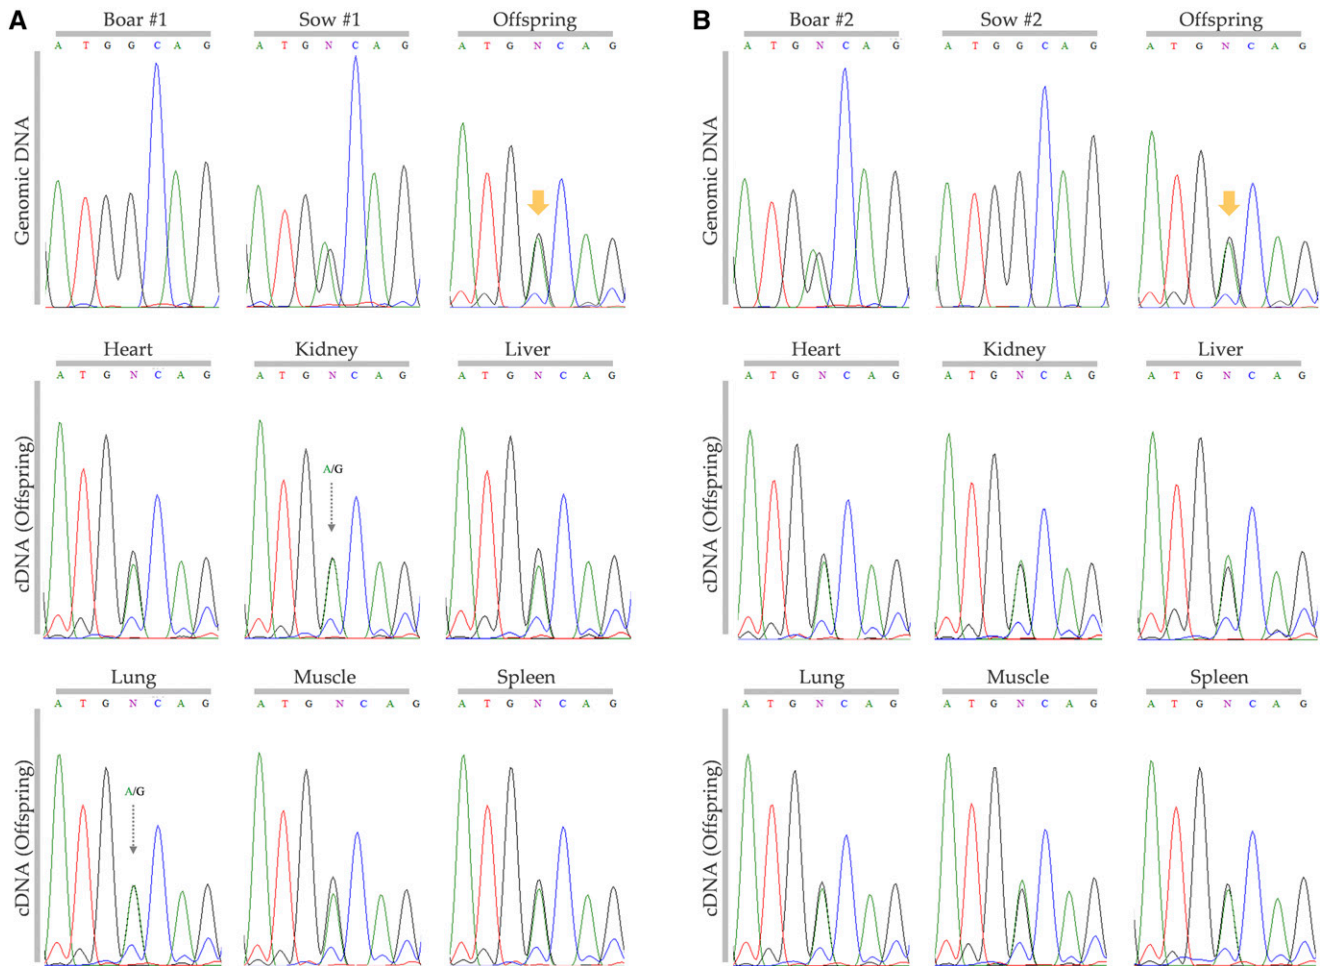 A
Boar #1
Sow #1
Offspring
A T G G C A G
A T G N C A G
A T G N C A G
Genomic DNA
Heart
Kidney
Liver
A T G N C A G
A T G N C A G
A T G N C A G
A/G
cDNA (Offspring)
Lung
Muscle
Spleen
A T G N C A G
A T G N C A G
A T G N C A G
A/G
cDNA (Offspring)
B
Boar #2
Sow #2
Offspring
A T G N C A G
A T G G C A G
A T G N C A G
Genomic DNA
Heart
Kidney
Liver
A T G N C A G
A T G N C A G
A T G N C A G
cDNA (Offspring)
Lung
Muscle
Spleen
A T G N C A G
A T G N C A G
A T G N C A G
cDNA (Offspring)